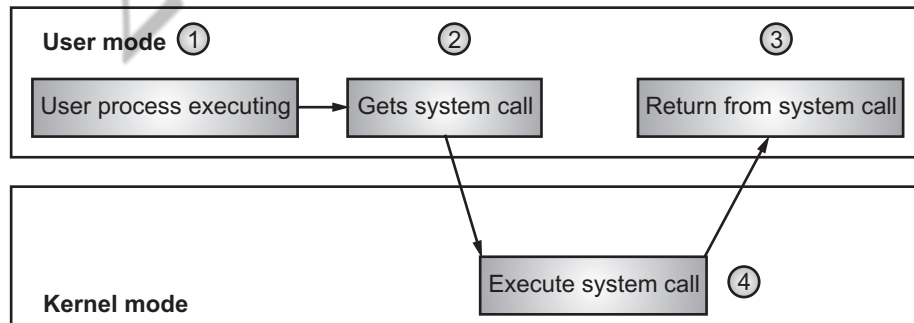 User mode 1 2 3
User process executing Gets system call Return from system call
Execute system call 4
Kernel mode